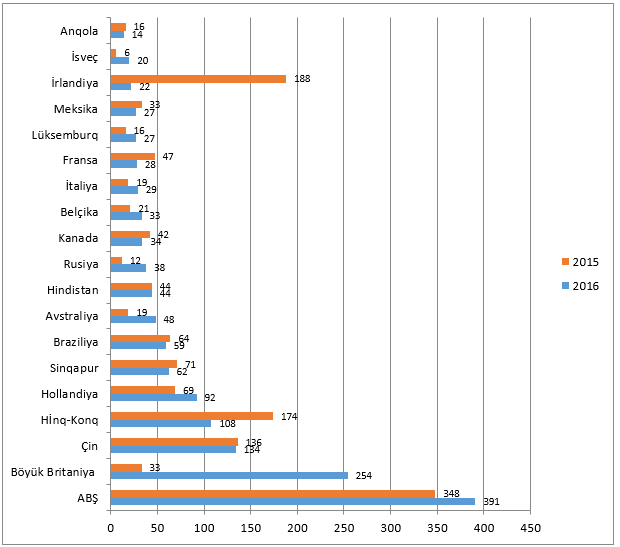 Anqola 16
14
İsveç 6
20
İrlandiya 188
22
Meksika 33
27
Lüksemburq 16
27
Fransa 47
28
İtaliya 19
29
Belçika 21
33
Kanada 42
34
Rusiya 12
38
Hindistan 44
44
Avstraliya 19
48
Braziliya 64
59
Sinqapur 71
62
Hollandiya 69
92
Hİnq-Konq 174
108
Çin 136
134
Böyük Britaniya 33
254
ABŞ 348
391
0 50 100 150 200 250 300 350 400 450
2015
2016